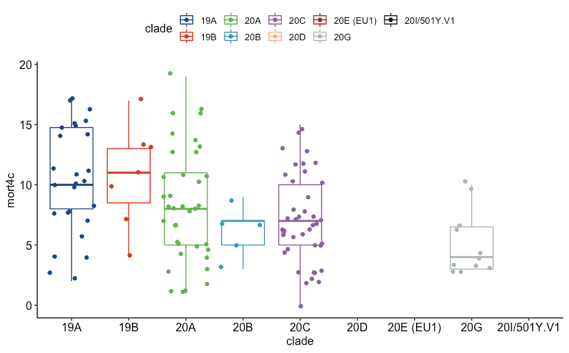 clade 19A 20A 20C 20E (EU1) 20I/501Y.V1
19B 20B 20D 20G
20
15
10
5
0
mort4c
19A 19B 20A 20B 20C 20D 20E (EU1) 20G 20I/501Y.V1
clade